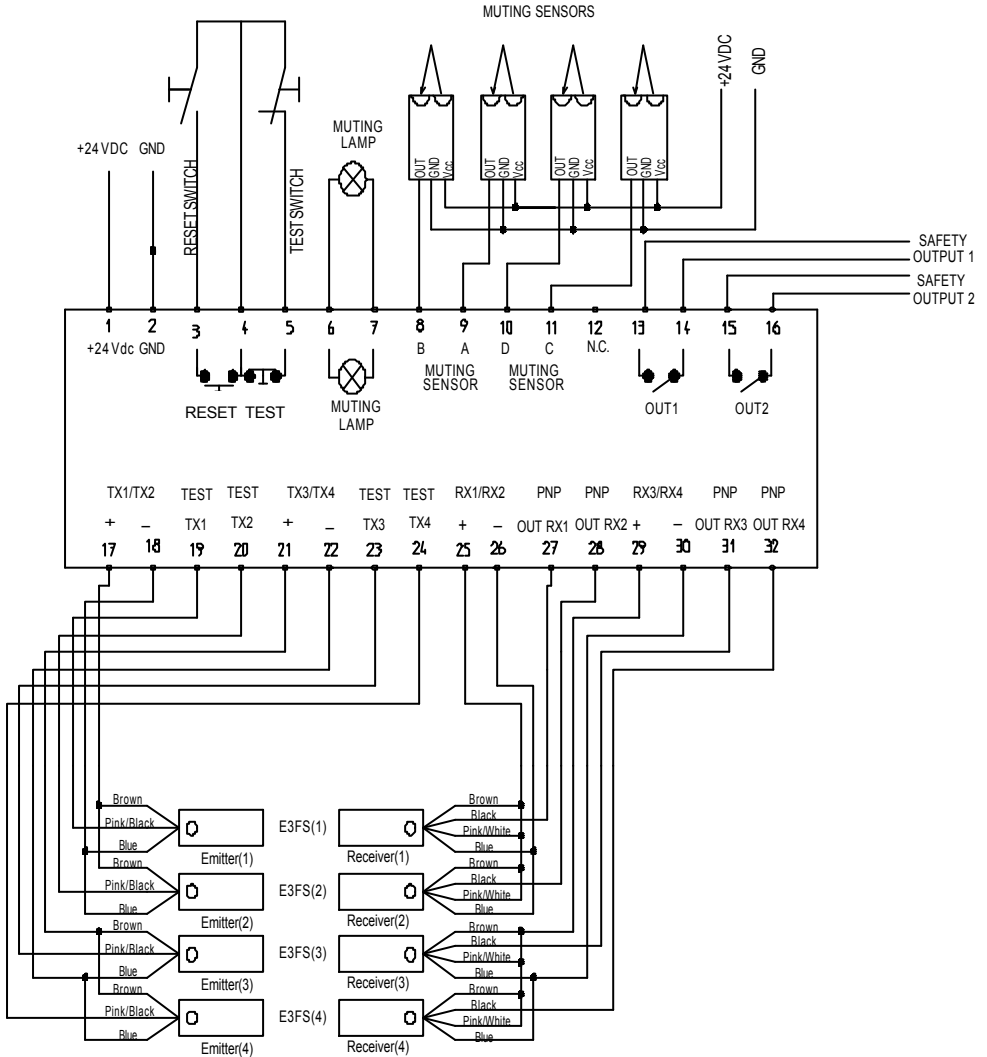 MUTING SENSORS
+24 VDC
GND
MUTING
LAMP
+24 VDC GND
RESET SWITCH
TEST SWITCH
OUT GND Vcc
OUT GND Vcc
OUT GND Vcc
OUT GND Vcc
SAFETY
OUTPUT 1
SAFETY
OUTPUT 2
1 2 3 4 5 6 7 8 9 10 11 12 13 14 15 16
+24 Vdc GND
B A D C N.C.
MUTING
SENSOR
MUTING
SENSOR
RESET TEST
MUTING
LAMP
OUT1
OUT2
TX1/TX2 TEST TEST TX3/TX4 TEST TEST RX1/RX2 PNP PNP RX3/RX4 PNP PNP
+ – TX1 TX2 + – TX3 TX4 + – OUT RX1 OUT RX2 + – OUT RX3 OUT RX4
17 18 19 20 21 22 23 24 25 26 27 28 29 30 31 32
Brown
Pink/Black
Blue
E3FS(1)
Emitter(1)
Brown
Black
Pink/White
Blue
Receiver(1)
Brown
Pink/Black
Blue
E3FS(2)
Emitter(2)
Brown
Black
Pink/White
Blue
Receiver(2)
Brown
Pink/Black
Blue
E3FS(3)
Emitter(3)
Brown
Black
Pink/White
Blue
Receiver(3)
Brown
Pink/Black
Blue
E3FS(4)
Emitter(4)
Brown
Black
Pink/White
Blue
Receiver(4)